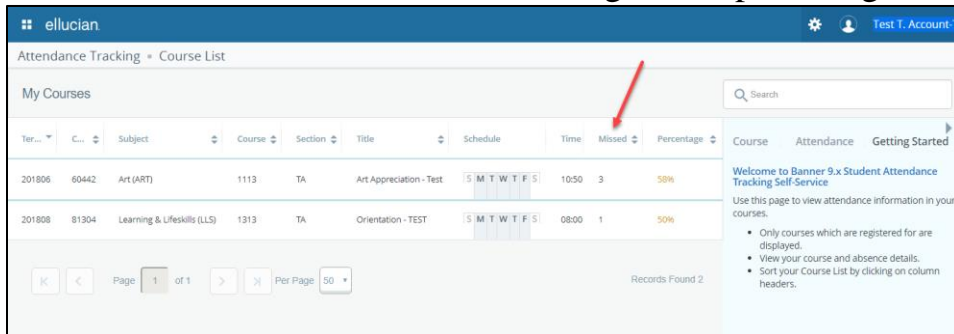 ellucian.
Test T. Account-
Attendance Tracking • Course List
My Courses
Search
Ter... C... Subject Course Section Title Schedule Time Missed Percentage
201806 60442 Art (ART) 1113 TA Art Appreciation - Test S M T W T F S 10:50 3 58%
201808 81304 Learning & Lifeskills (LLS) 1313 TA Orientation - TEST S M T W T F S 08:00 1 50%
Page 1 of 1 Per Page 50
Records Found 2
Course Attendance Getting Started
Welcome to Banner 9.x Student Attendance
Tracking Self-Service
Use this page to view attendance information in your
courses.
• Only courses which are registered for are
displayed.
• View your course and absence details.
• Sort your Course List by clicking on column
headers.